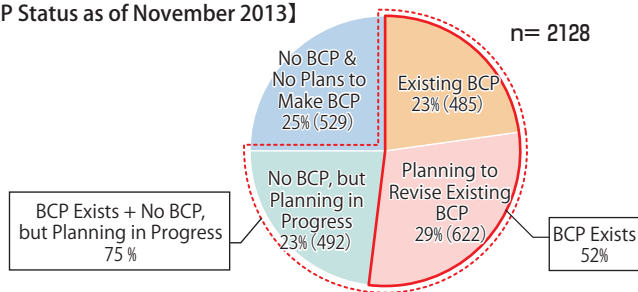 P Status as of November 2013】
n= 2128
No BCP &
No Plans to
Make BCP
25% (529)
Existing BCP
23% (485)
No BCP, but
Planning in
Progress
23% (492)
Planning to
Revise Existing
BCP
29% (622)
BCP Exists + No BCP,
but Planning in Progress
75 %
BCP Exists
52%